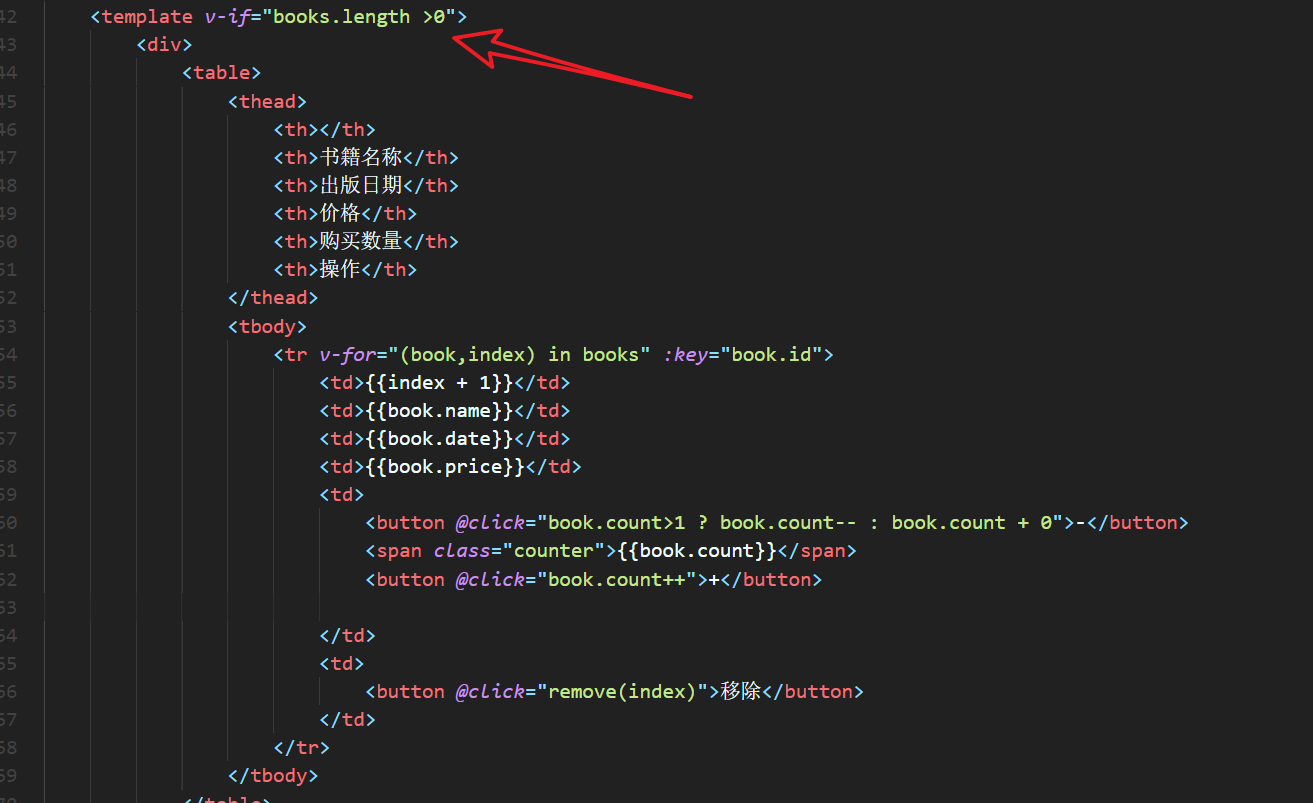 42 <template v-if="books.length >0">
43 <div>
44 <table>
45 <thead>
46 <th></th>
47 <th>书籍名称</th>
48 <th>出版日期</th>
49 <th>价格</th>
50 <th>购买数量</th>
51 <th>操作</th>
52 </thead>
53 <tbody>
54 <tr v-for="(book,index) in books" :key="book.id">
55 <td>{{index + 1}}</td>
56 <td>{{book.name}}</td>
57 <td>{{book.date}}</td>
58 <td>{{book.price}}</td>
59 <td>
60 <button @click="book.count>1 ? book.count-- : book.count + 0">-</button>
61 <span class="counter">{{book.count}}</span>
62 <button @click="book.count++">+</button>
63
64 </td>
65 <td>
66 <button @click="remove(index)">移除</button>
67 </td>
68 </tr>
69 </tbody>
70 </table>